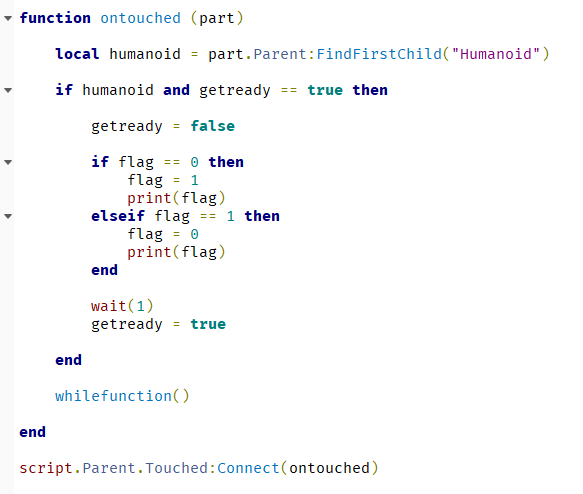 function ontouched (part)
local humanoid = part.Parent:FindFirstChild("Humanoid")
if humanoid and getready == true then
getready = false
if flag == 0 then
flag = 1
print(flag)
elseif flag == 1 then
flag = 0
print(flag)
end
wait(1)
getready = true
end
whilefunction()
end
script.Parent.Touched:Connect(ontouched)